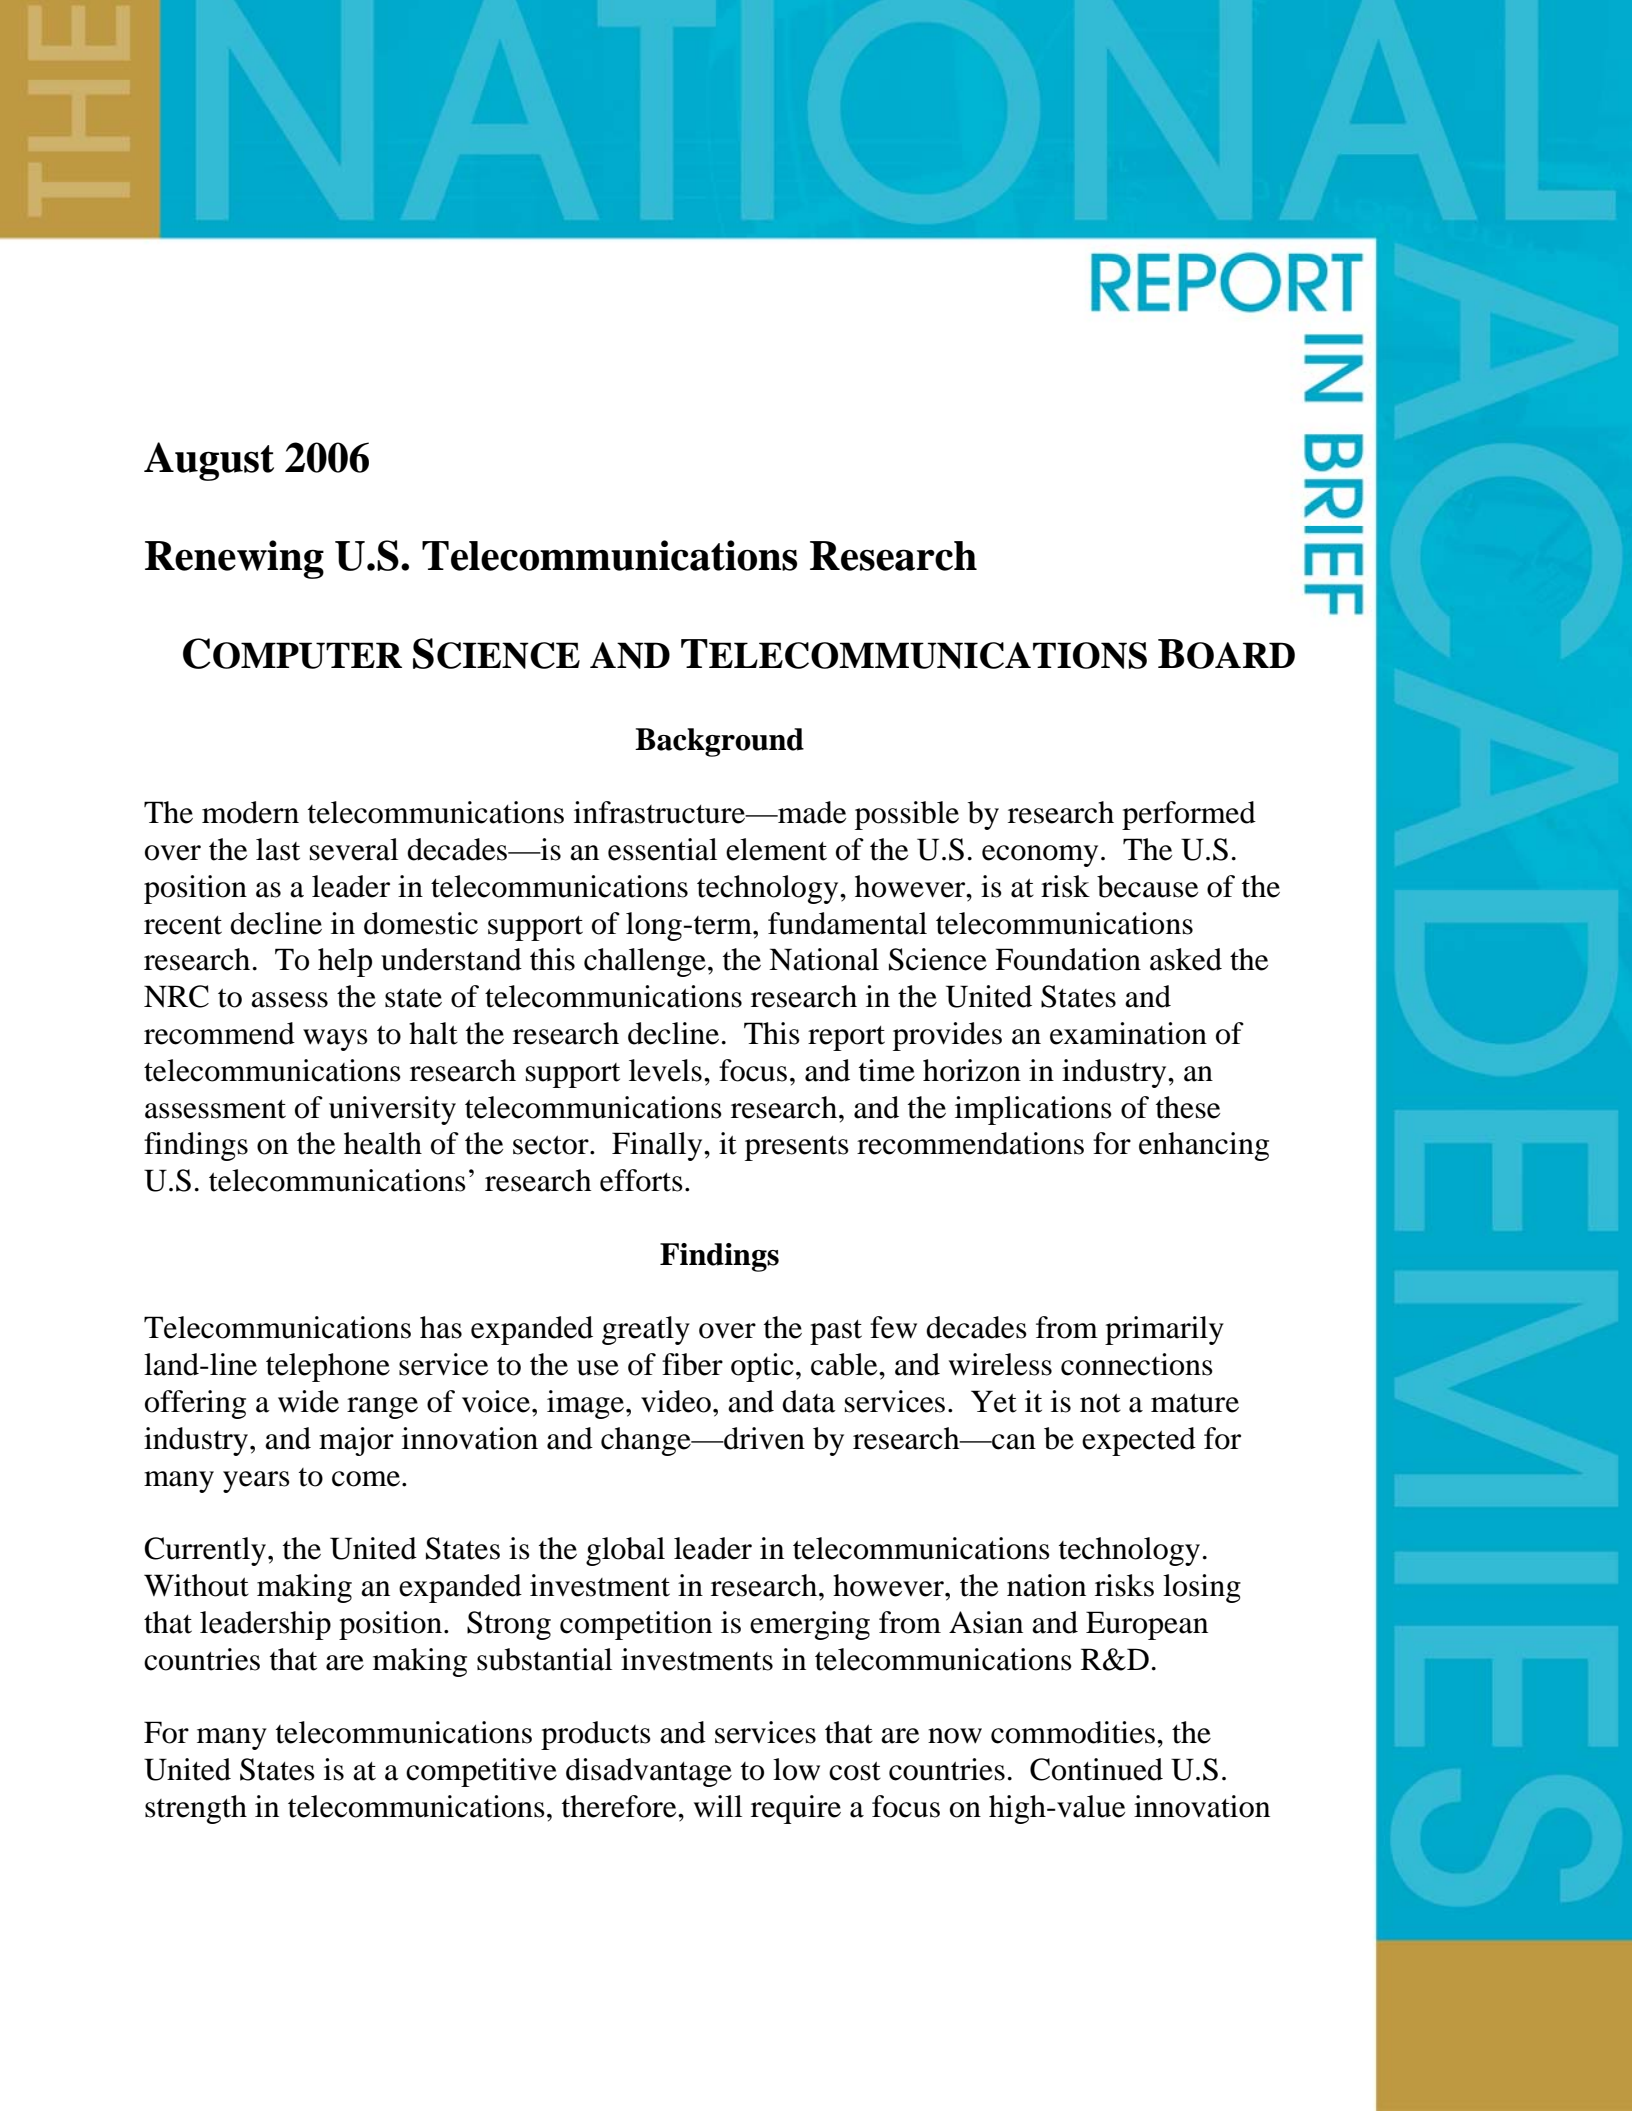 THE NATIONAL
ACADEMIES
REPORT
IN BRIEF
August 2006
Renewing U.S. Telecommunications Research
COMPUTER SCIENCE AND TELECOMMUNICATIONS BOARD
Background
The modern telecommunications infrastructure—made possible by research performed
over the last several decades—is an essential element of the U.S. economy.  The U.S.
position as a leader in telecommunications technology, however, is at risk because of the
recent decline in domestic support of long-term, fundamental telecommunications
research.  To help understand this challenge, the National Science Foundation asked the
NRC to assess the state of telecommunications research in the United States and
recommend ways to halt the research decline.  This report provides an examination of
telecommunications research support levels, focus, and time horizon in industry, an
assessment of university telecommunications research, and the implications of these
findings on the health of the sector.  Finally, it presents recommendations for enhancing
U.S. telecommunications’ research efforts.
Findings
Telecommunications has expanded greatly over the past few decades from primarily
land-line telephone service to the use of fiber optic, cable, and wireless connections
offering a wide range of voice, image, video, and data services.  Yet it is not a mature
industry, and major innovation and change—driven by research—can be expected for
many years to come.
Currently, the United States is the global leader in telecommunications technology.
Without making an expanded investment in research, however, the nation risks losing
that leadership position.  Strong competition is emerging from Asian and European
countries that are making substantial investments in telecommunications R&D.
For many telecommunications products and services that are now commodities, the
United States is at a competitive disadvantage to low cost countries.  Continued U.S.
strength in telecommunications, therefore, will require a focus on high-value innovation